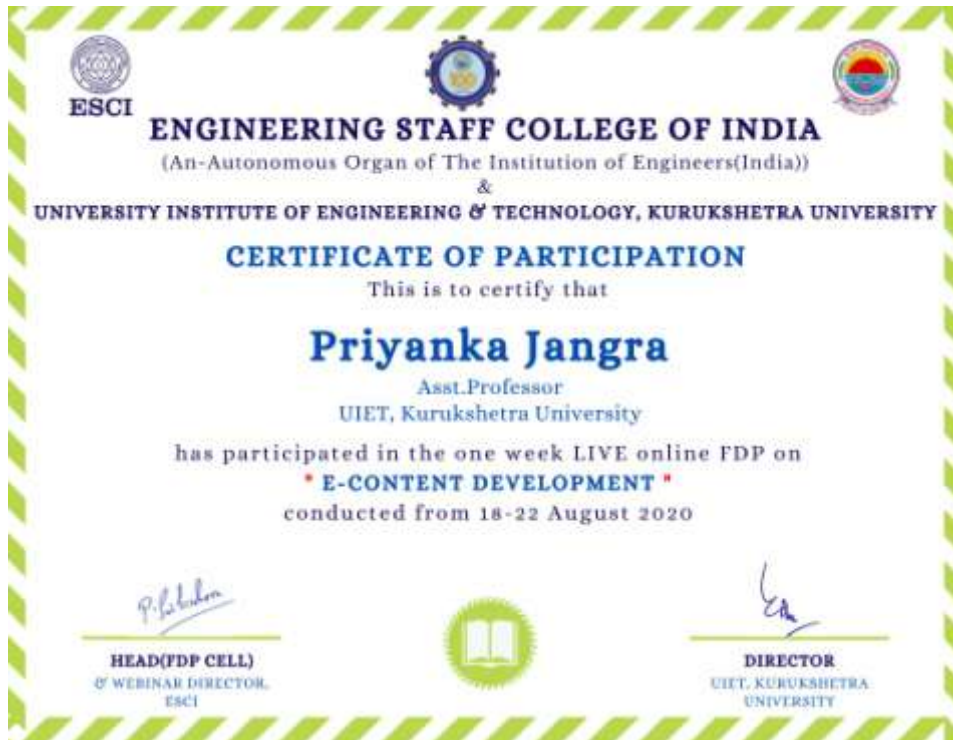 ESCI
100
ENGINEERING STAFF COLLEGE OF INDIA
(An-Autonomous Organ of The Institution of Engineers(India))
&
UNIVERSITY INSTITUTE OF ENGINEERING & TECHNOLOGY, KURUKSHETRA UNIVERSITY
CERTIFICATE OF PARTICIPATION
This is to certify that
Priyanka Jangra
Asst.Professor
UIET, Kurukshetra University
has participated in the one week LIVE online FDP on
" E-CONTENT DEVELOPMENT "
conducted from 18-22 August 2020
HEAD(FDP CELL)
& WEBINAR DIRECTOR,
ESCI
DIRECTOR
UIET, KURUKSHETRA
UNIVERSITY